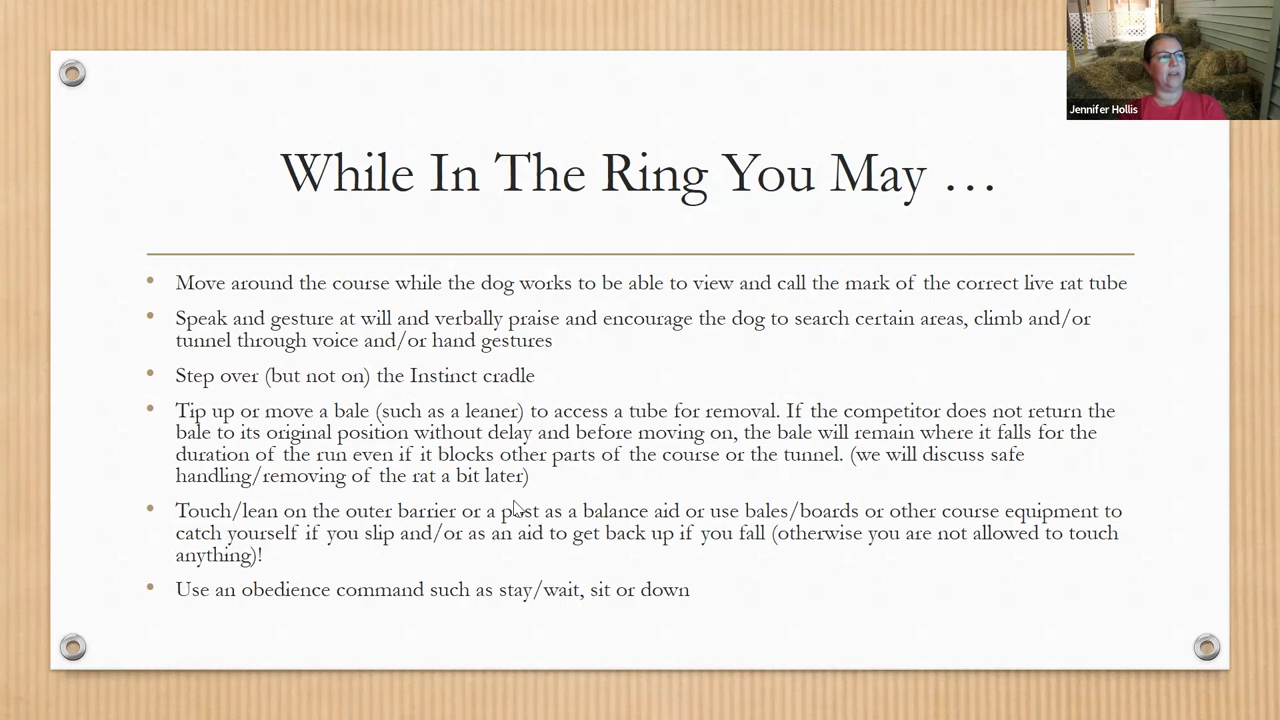 Jennifer Hollis
While In The Ring You May …
• Move around the course while the dog works to be able to view and call the mark of the correct live rat tube
• Speak and gesture at will and verbally praise and encourage the dog to search certain areas, climb and/or
tunnel through voice and/or hand gestures
• Step over (but not on) the Instinct cradle
• Tip up or move a bale (such as a leaner) to access a tube for removal. If the competitor does not return the
bale to its original position without delay and before moving on, the bale will remain where it falls for the
duration of the run even if it blocks other parts of the course or the tunnel. (we will discuss safe
handling/removing of the rat a bit later)
• Touch/lean on the outer barrier or a post as a balance aid or use bales/boards or other course equipment to
catch yourself if you slip and/or as an aid to get back up if you fall (otherwise you are not allowed to touch
anything)!
• Use an obedience command such as stay/wait, sit or down